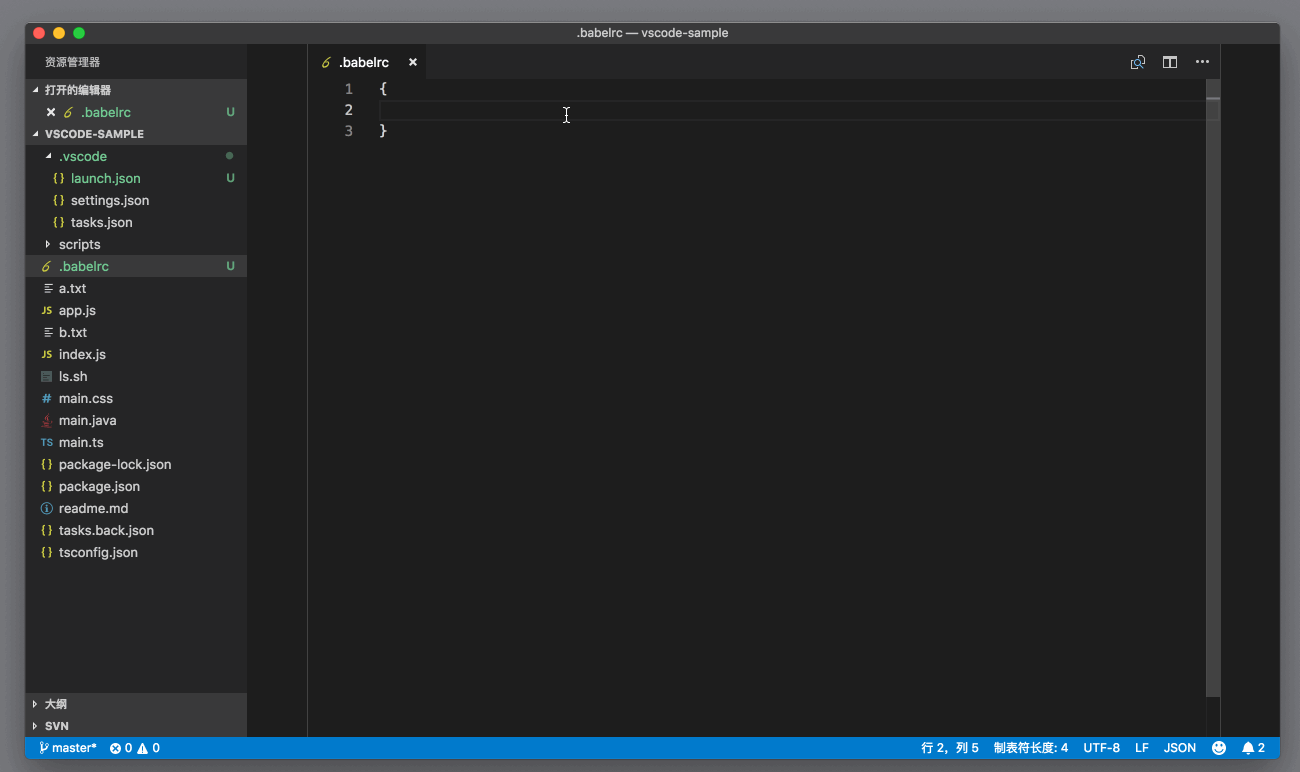 .babelrc — vscode-sample
资源管理器
打开的编辑器
.babelrc U
VSCODE-SAMPLE
.vscode
{ } launch.json U
{ } settings.json
{ } tasks.json
scripts
.babelrc U
a.txt
JS app.js
b.txt
JS index.js
ls.sh
# main.css
main.java
TS main.ts
{ } package-lock.json
{ } package.json
readme.md
{ } tasks.back.json
{ } tsconfig.json
大纲
SVN
.babelrc
1 {
2
3 }
master* 0 0 行 2，列 5 制表符长度: 4 UTF-8 LF JSON 2